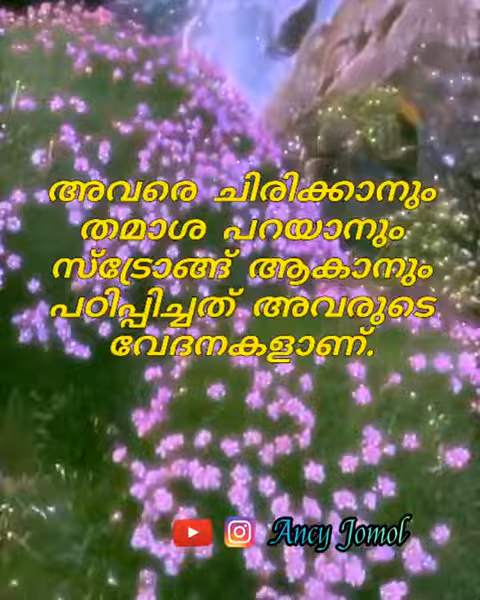 അവരെ ചിരിക്കാനും
തമാശ പറയാനും
സ്ട്രോങ്ങ് ആകാനും
പഠിപ്പിച്ചത് അവരുടെ
വേദനകളാണ്.
Ancy Jomol